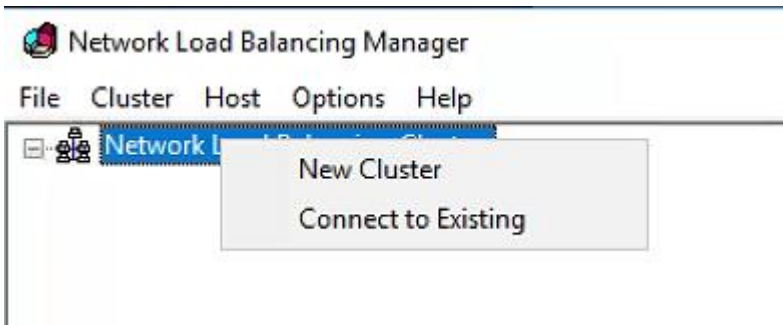 Network Load Balancing Manager
File Cluster Host Options Help
Network
New Cluster
Connect to Existing